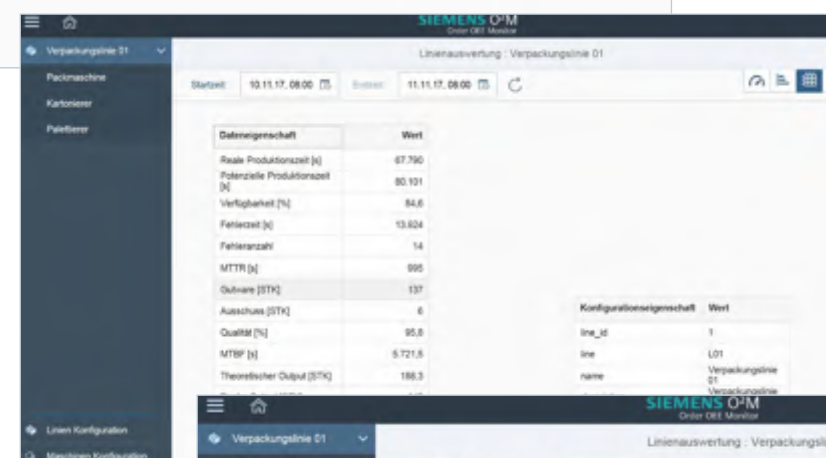 SIEMENS O²M
Order OEE Monitor
Verpackungslinie 01
Linienauswertung : Verpackungslinie 01
Packmaschine
Kartonierer
Palettierer
Startzeit: 10.11.17, 08:00 11.11.17, 08:00
Dateneigenschaft Wert
Reale Produktionszeit [s] 67.790
Potenzielle Produktionszeit [s] 80.101
Verfügbarkeit [%] 84,6
Fehlerzeit [s] 13.924
Fehleranzahl 14
MTTR [s] 995
Gutware [STK] 137
Ausschuss [STK] 6
Qualität [%] 95,8
MTBF [s] 5.721,5
Theoretischer Output [STK] 188,3
Konfigurationseigenschaft Wert
line_id 1
line L01
name Verpackungslinie 01
Verpackungslinie
Linien Konfiguration
Maschinen Konfiguration
SIEMENS O²M
Order OEE Monitor
Verpackungslinie 01
Linienauswertung : Verpackungsli